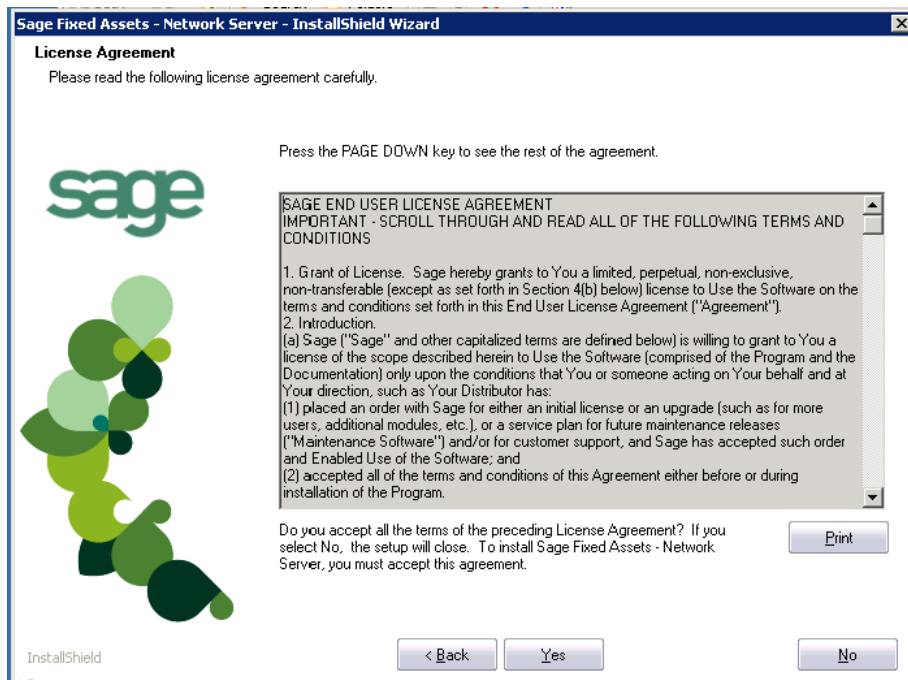 Sage Fixed Assets - Network Server - InstallShield Wizard
License Agreement
Please read the following license agreement carefully.
Press the PAGE DOWN key to see the rest of the agreement.
sage
SAGE END USER LICENSE AGREEMENT
IMPORTANT - SCROLL THROUGH AND READ ALL OF THE FOLLOWING TERMS AND
CONDITIONS
1. Grant of License. Sage hereby grants to You a limited, perpetual, non-exclusive,
non-transferable (except as set forth in Section 4(b) below) license to Use the Software on the
terms and conditions set forth in this End User License Agreement ("Agreement").
2. Introduction.
(a) Sage ("Sage" and other capitalized terms are defined below) is willing to grant to You a
license of the scope described herein to Use the Software (comprised of the Program and the
Documentation) only upon the conditions that You or someone acting on Your behalf and at
Your direction, such as Your Distributor has:
(1) placed an order with Sage for either an initial license or an upgrade (such as for more
users, additional modules, etc.), or a service plan for future maintenance releases
("Maintenance Software") and/or for customer support, and Sage has accepted such order
and Enabled Use of the Software; and
(2) accepted all of the terms and conditions of this Agreement either before or during
installation of the Program.
Do you accept all the terms of the preceding License Agreement? If you
select No, the setup will close. To install Sage Fixed Assets - Network
Server, you must accept this agreement.
Print
InstallShield
< Back
Yes
No